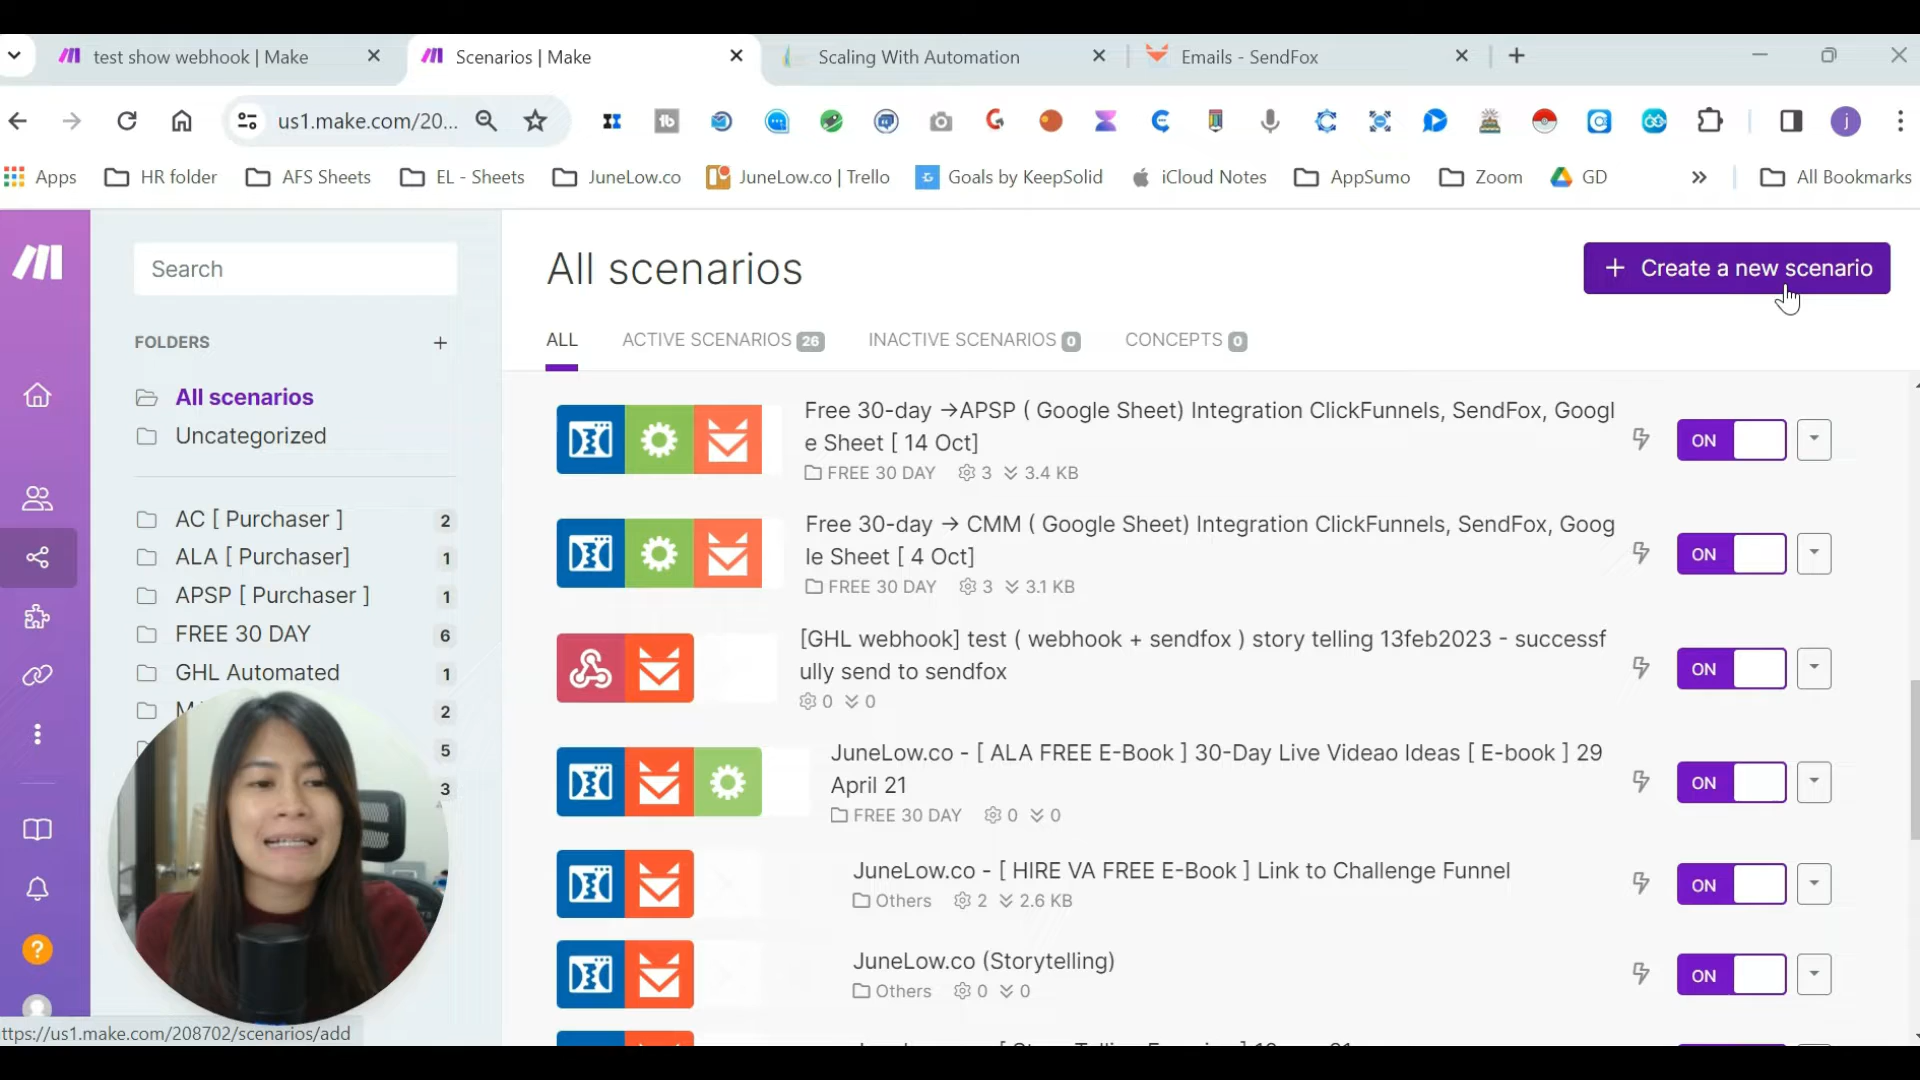 test show webhook | Make
Scenarios | Make
Scaling With Automation
Emails - SendFox
us1.make.com/20...
Apps
HR folder
AFS Sheets
EL - Sheets
JuneLow.co
JuneLow.co | Trello
Goals by KeepSolid
iCloud Notes
AppSumo
Zoom
GD
All Bookmarks
Search
FOLDERS
All scenarios
Uncategorized
AC [ Purchaser ] 2
ALA [ Purchaser] 1
APSP [ Purchaser ] 1
FREE 30 DAY 6
GHL Automated 1
2
5
3
All scenarios
+ Create a new scenario
ALL
ACTIVE SCENARIOS 26
INACTIVE SCENARIOS 0
CONCEPTS 0
Free 30-day →APSP ( Google Sheet) Integration ClickFunnels, SendFox, Googl
e Sheet [ 14 Oct]
FREE 30 DAY 3 3.4 KB
ON
Free 30-day → CMM ( Google Sheet) Integration ClickFunnels, SendFox, Goog
le Sheet [ 4 Oct]
FREE 30 DAY 3 3.1 KB
ON
[GHL webhook] test ( webhook + sendfox ) story telling 13feb2023 - successf
ully send to sendfox
0 0
ON
JuneLow.co - [ ALA FREE E-Book ] 30-Day Live Videao Ideas [ E-book ] 29
April 21
FREE 30 DAY 0 0
ON
JuneLow.co - [ HIRE VA FREE E-Book ] Link to Challenge Funnel
Others 2 2.6 KB
ON
JuneLow.co (Storytelling)
Others 0 0
ON
ttps://us1.make.com/208702/scenarios/add